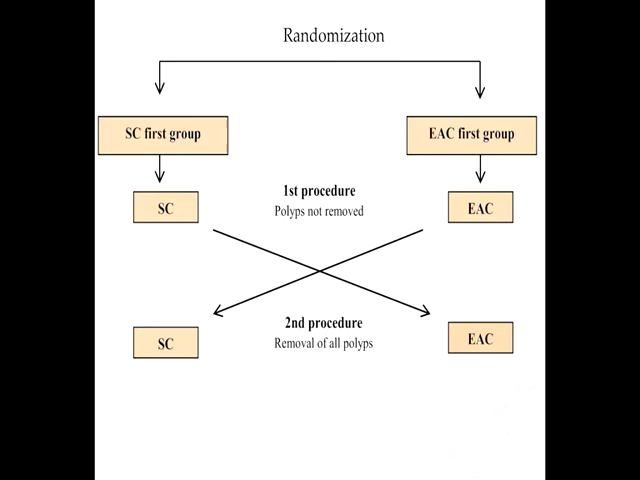 Randomization
SC first group
EAC first group
1st procedure
SC
Polyps not removed
EAC
2nd procedure
SC
Removal of all polyps
EAC